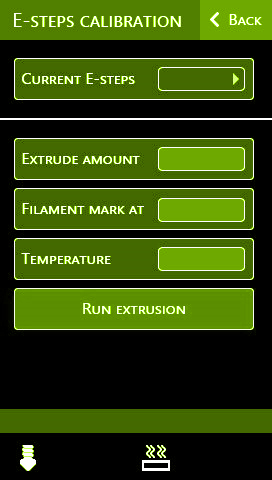 E-steps calibration
Back
Current E-steps
Extrude amount
Filament mark at
Temperature
Run extrusion